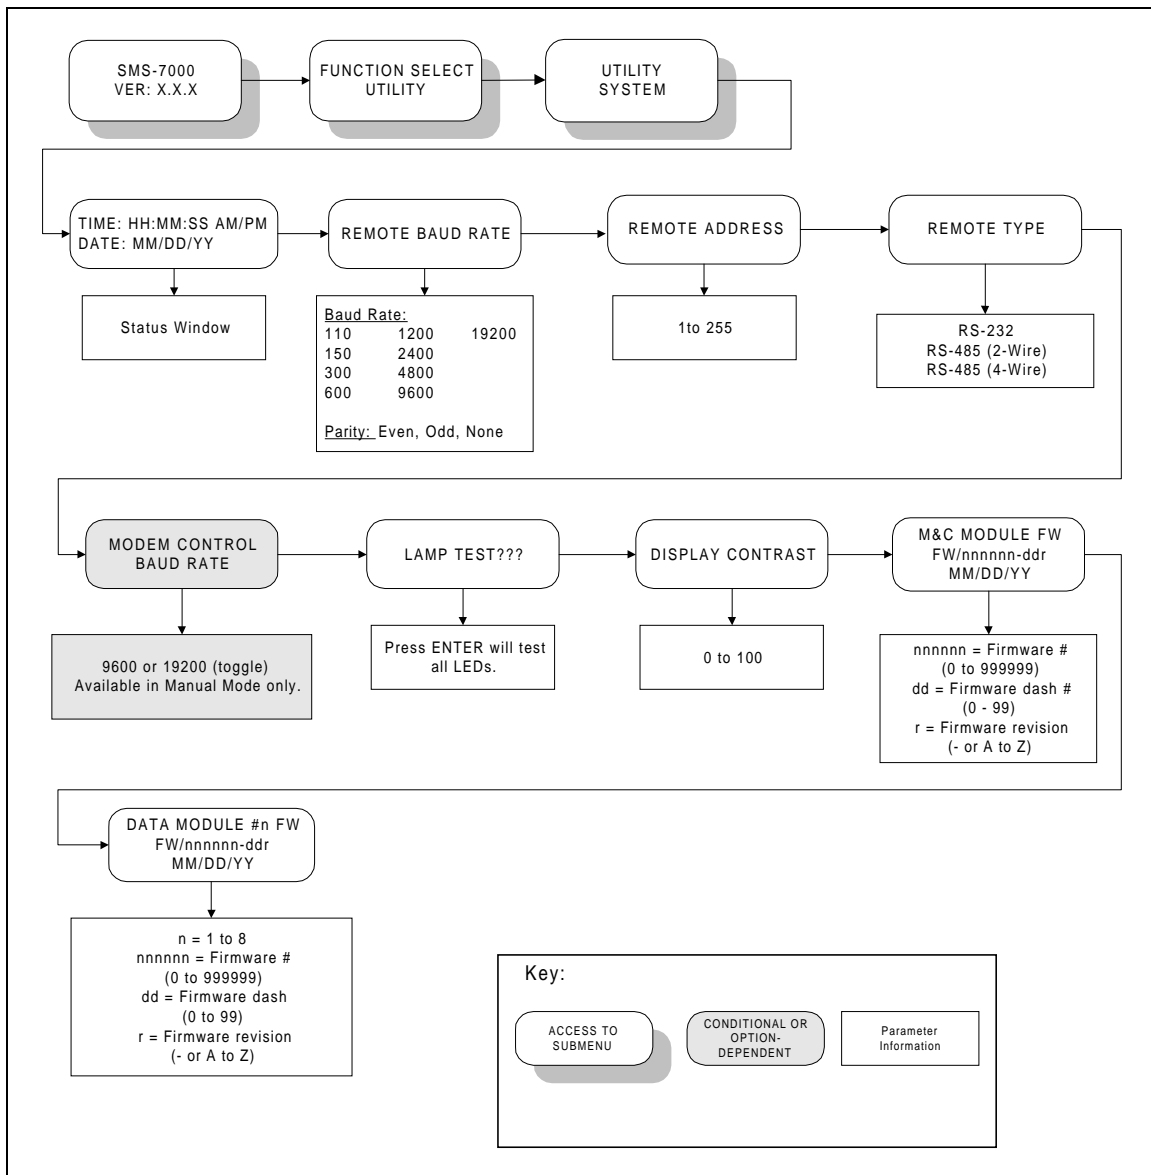 SMS-7000
VER: X.X.X
FUNCTION SELECT
UTILITY
UTILITY
SYSTEM
TIME: HH:MM:SS AM/PM
DATE: MM/DD/YY
REMOTE BAUD RATE
REMOTE ADDRESS
REMOTE TYPE
Status Window
Baud Rate:
110 1200 19200
150 2400
300 4800
600 9600
Parity: Even, Odd, None
1to 255
RS-232
RS-485 (2-Wire)
RS-485 (4-Wire)
MODEM CONTROL
BAUD RATE
LAMP TEST???
DISPLAY CONTRAST
M&C MODULE FW
FW/nnnnnn-ddr
MM/DD/YY
9600 or 19200 (toggle)
Available in Manual Mode only.
Press ENTER will test
all LEDs.
0 to 100
nnnnnn = Firmware #
(0 to 999999)
dd = Firmware dash #
(0 - 99)
r = Firmware revision
(- or A to Z)
DATA MODULE #n FW
FW/nnnnnn-ddr
MM/DD/YY
n = 1 to 8
nnnnnn = Firmware #
(0 to 999999)
dd = Firmware dash
(0 to 99)
r = Firmware revision
(- or A to Z)
Key:
ACCESS TO
SUBMENU
CONDITIONAL OR
OPTION-
DEPENDENT
Parameter
Information